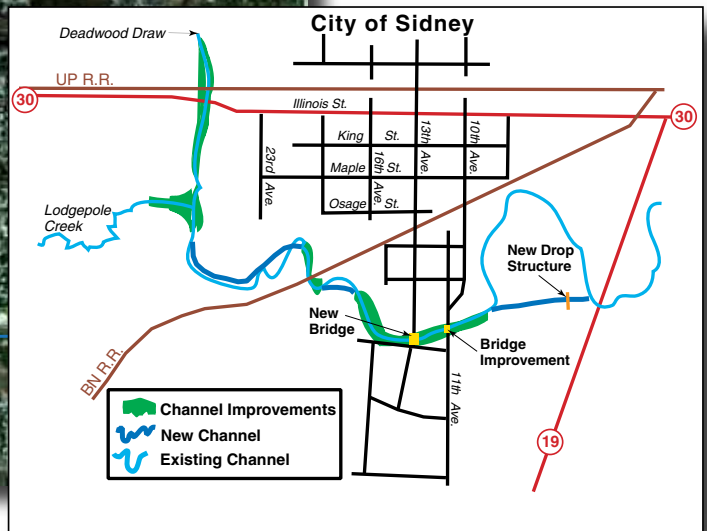 City of Sidney
Deadwood Draw
UP R.R.
30
Illinois St.
30
King St.
Maple St.
Osage St.
23rd Ave.
16th Ave.
13th Ave.
10th Ave.
Lodgepole
Creek
New Drop
Structure
New
Bridge
Bridge
Improvement
BN R.R.
11th Ave.
19
Channel Improvements
New Channel
Existing Channel